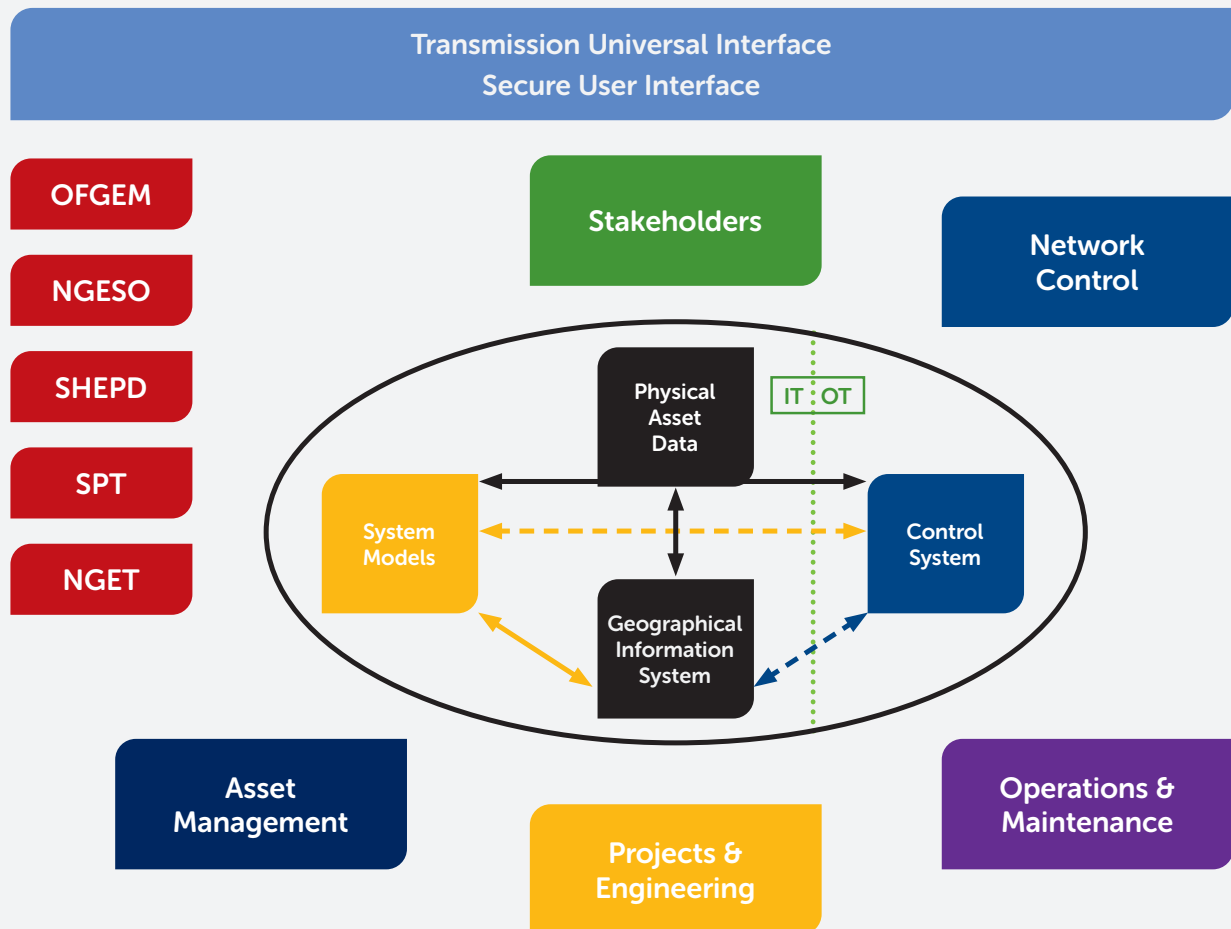 Transmission Universal Interface
Secure User Interface
OFGEM
NGESO
SHEPD
SPT
NGET
Stakeholders
Network
Control
Physical
Asset
Data
IT OT
System
Models
Control
System
Geographical
Information
System
Asset
Management
Projects &
Engineering
Operations &
Maintenance